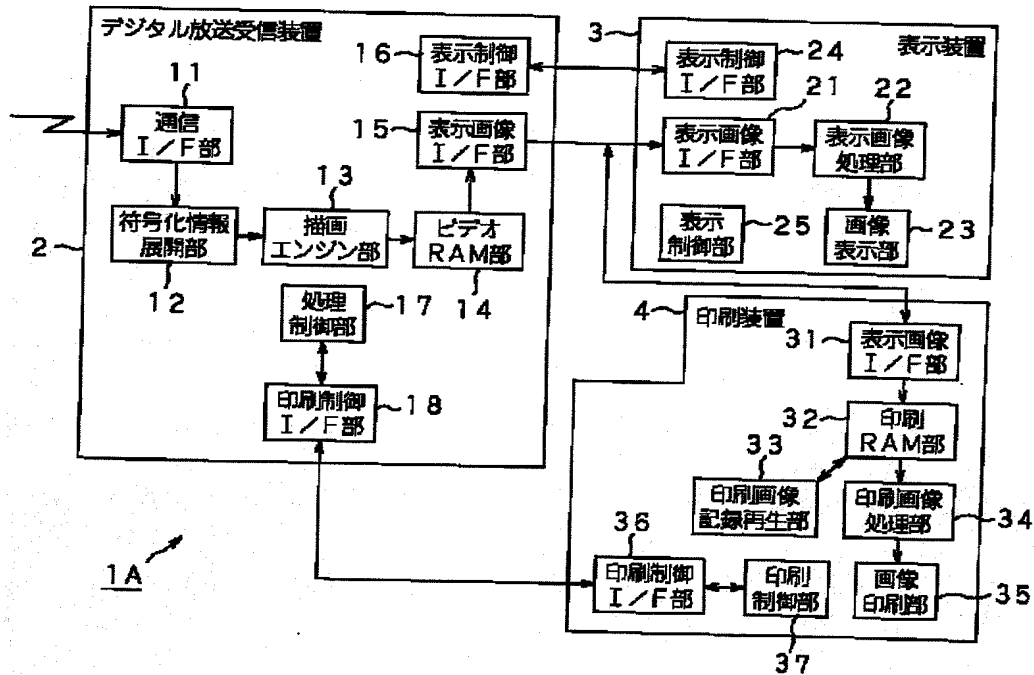 デジタル放送受信装置
16
表示制御
I/F部
11
通信
I/F部
15
表示画像
I/F部
13
符号化情報
展開部
描画
エンジン部
ビデオ
RAM部
2
12
14
処理
制御部
17
印刷制御
I/F部
18
3
表示装置
表示制御
I/F部
24
21
22
表示画像
I/F部
表示画像
処理部
表示
制御部
25
画像
表示部
23
4
印刷装置
31
表示画像
I/F部
32
印刷
RAM部
33
印刷画像
記録再生部
印刷画像
処理部
34
36
印刷制御
I/F部
印刷
制御部
画像
印刷部
35
37
1A